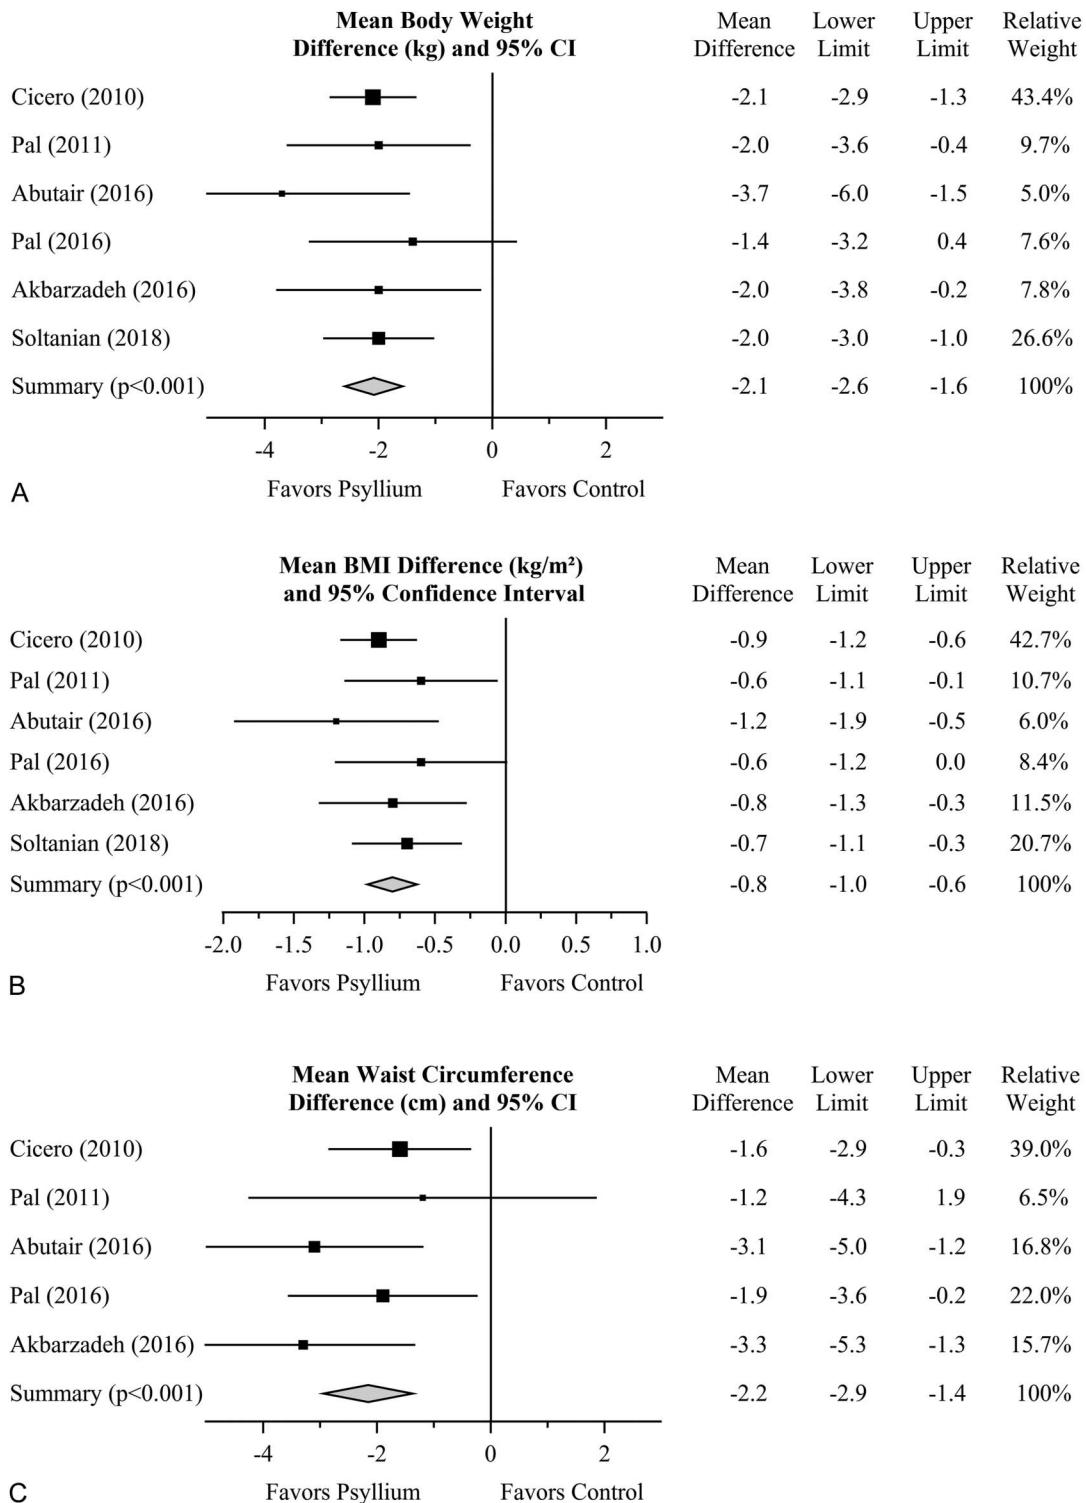 Mean Body Weight Mean Lower Upper Relative
Difference (kg) and 95% CI Difference Limit Limit Weight
Cicero (2010) -2.1 -2.9 -1.3 43.4%
Pal (2011) -2.0 -3.6 -0.4 9.7%
Abutair (2016) -3.7 -6.0 -1.5 5.0%
Pal (2016) -1.4 -3.2 0.4 7.6%
Akbarzadeh (2016) -2.0 -3.8 -0.2 7.8%
Soltanian (2018) -2.0 -3.0 -1.0 26.6%
Summary (p<0.001) -2.1 -2.6 -1.6 100%
-4 -2 0 2
Favors Psyllium Favors Control
A
Mean BMI Difference (kg/m²) Mean Lower Upper Relative
and 95% Confidence Interval Difference Limit Limit Weight
Cicero (2010) -0.9 -1.2 -0.6 42.7%
Pal (2011) -0.6 -1.1 -0.1 10.7%
Abutair (2016) -1.2 -1.9 -0.5 6.0%
Pal (2016) -0.6 -1.2 0.0 8.4%
Akbarzadeh (2016) -0.8 -1.3 -0.3 11.5%
Soltanian (2018) -0.7 -1.1 -0.3 20.7%
Summary (p<0.001) -0.8 -1.0 -0.6 100%
-2.0 -1.5 -1.0 -0.5 0.0 0.5 1.0
Favors Psyllium Favors Control
B
Mean Waist Circumference Mean Lower Upper Relative
Difference (cm) and 95% CI Difference Limit Limit Weight
Cicero (2010) -1.6 -2.9 -0.3 39.0%
Pal (2011) -1.2 -4.3 1.9 6.5%
Abutair (2016) -3.1 -5.0 -1.2 16.8%
Pal (2016) -1.9 -3.6 -0.2 22.0%
Akbarzadeh (2016) -3.3 -5.3 -1.3 15.7%
Summary (p<0.001) -2.2 -2.9 -1.4 100%
-4 -2 0 2
Favors Psyllium Favors Control
C